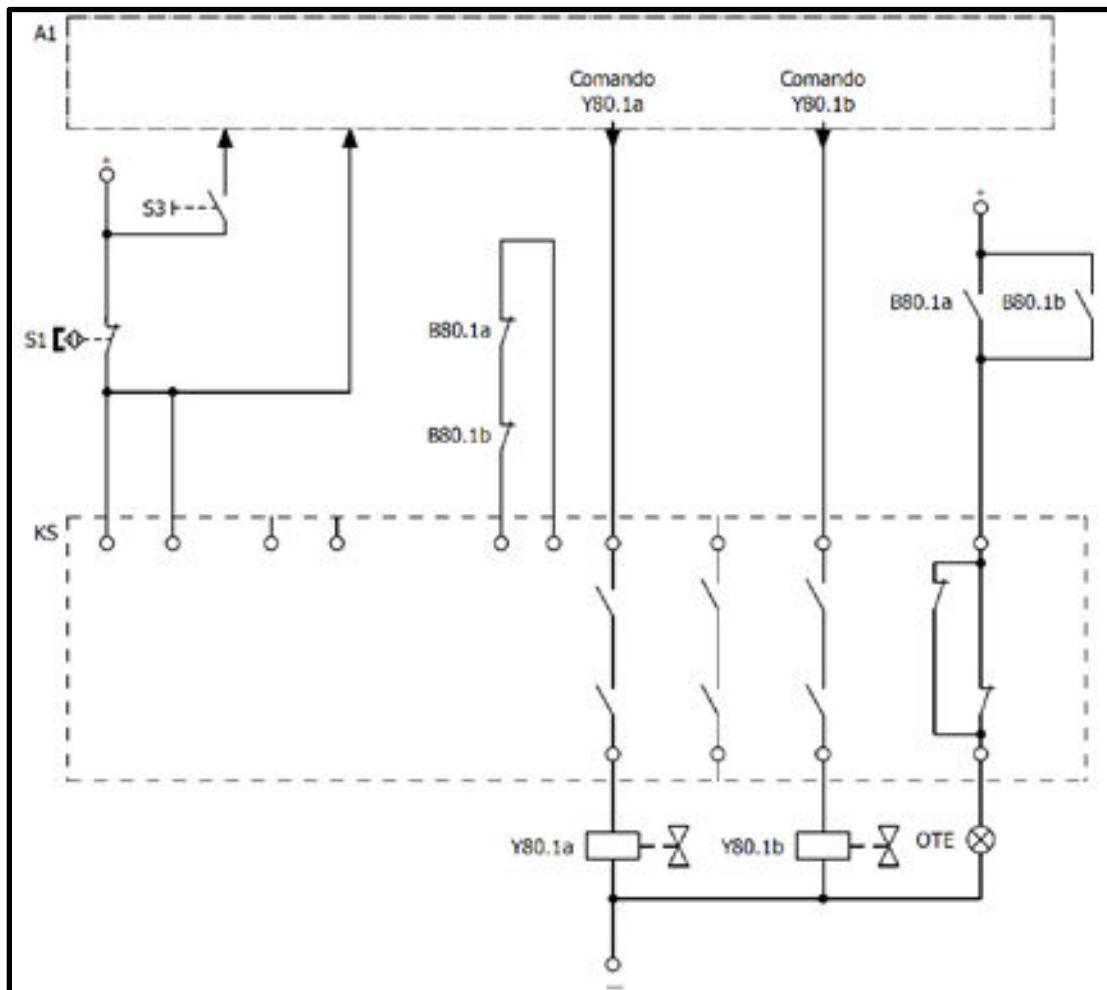 A1
Comando
Y80.1a
Comando
Y80.1b
+
S3
+
B80.1a
B80.1b
S1
B80.1a
B80.1b
KS
Y80.1a
Y80.1b
OTE
—